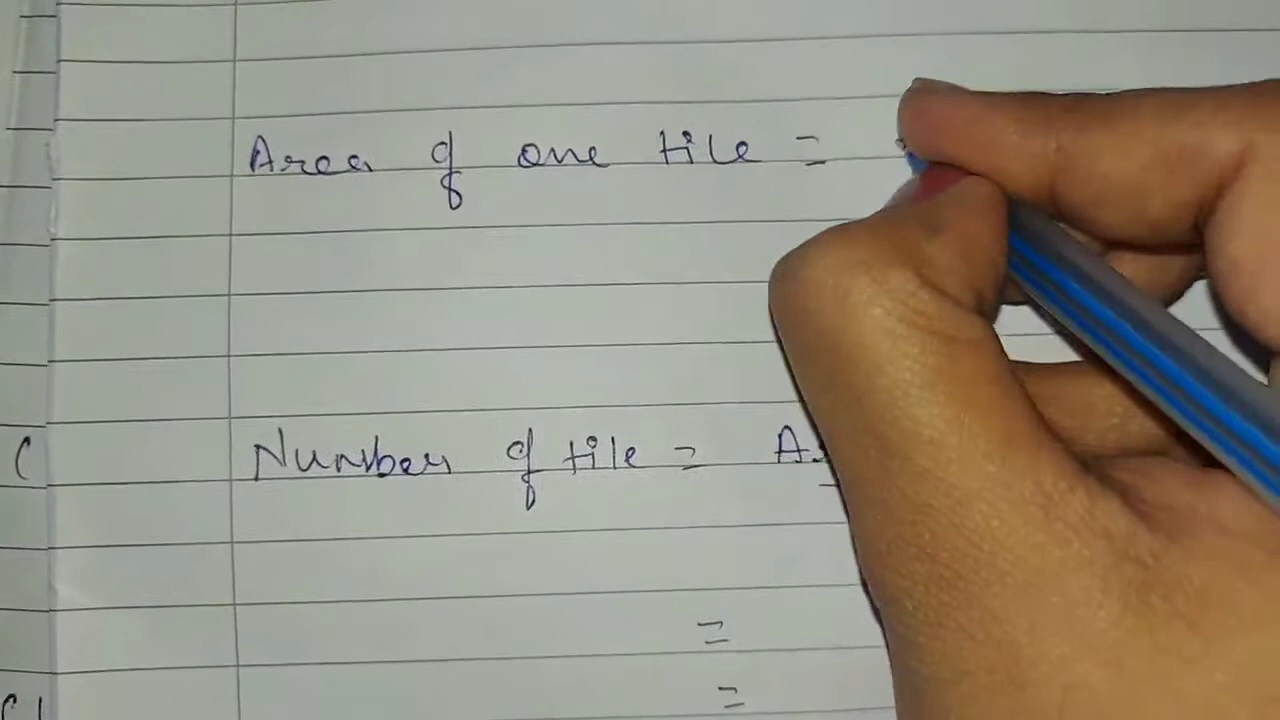 Area of one tile =
Number of tile = A
=
=